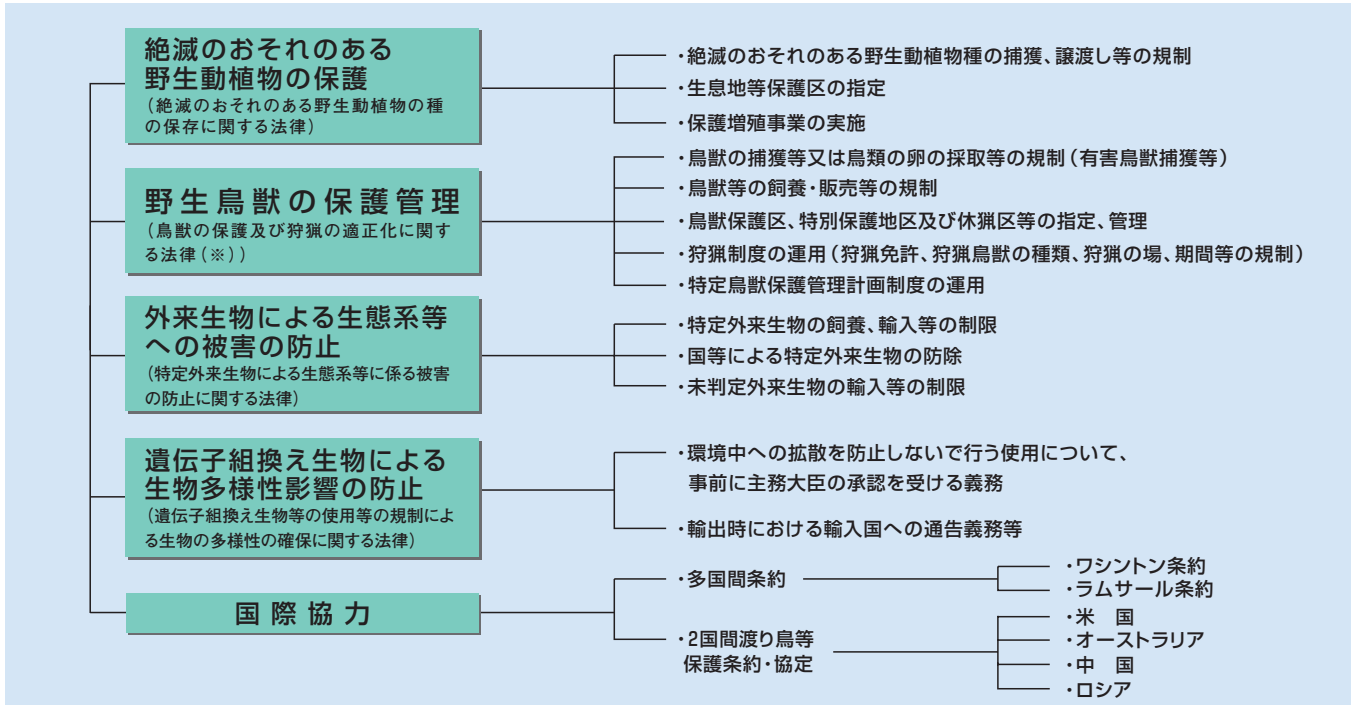 絶滅のおそれのある
野生動植物の保護
（絶滅のおそれのある野生動植物の種
の保存に関する法律）
・絶滅のおそれのある野生動植物種の捕獲、譲渡し等の規制
・生息地等保護区の指定
・保護増殖事業の実施
野生鳥獣の保護管理
（鳥獣の保護及び狩猟の適正化に関す
る法律（※））
・鳥獣の捕獲等又は鳥類の卵の採取等の規制（有害鳥獣捕獲等）
・鳥獣等の飼養・販売等の規制
・鳥獣保護区、特別保護地区及び休猟区等の指定、管理
・狩猟制度の運用（狩猟免許、狩猟鳥獣の種類、狩猟の場、期間等の規制）
・特定鳥獣保護管理計画制度の運用
外来生物による生態系等
への被害の防止
（特定外来生物による生態系等に係る被害
の防止に関する法律）
・特定外来生物の飼養、輸入等の制限
・国等による特定外来生物の防除
・未判定外来生物の輸入等の制限
遺伝子組換え生物による
生物多様性影響の防止
（遺伝子組換え生物等の使用等の規制によ
る生物の多様性の確保に関する法律）
・環境中への拡散を防止しないで行う使用について、
事前に主務大臣の承認を受ける義務
・輸出時における輸入国への通告義務等
国際協力
・多国間条約
・ワシントン条約
・ラムサール条約
・2国間渡り鳥等
保護条約・協定
・米　国
・オーストラリア
・中　国
・ロシア